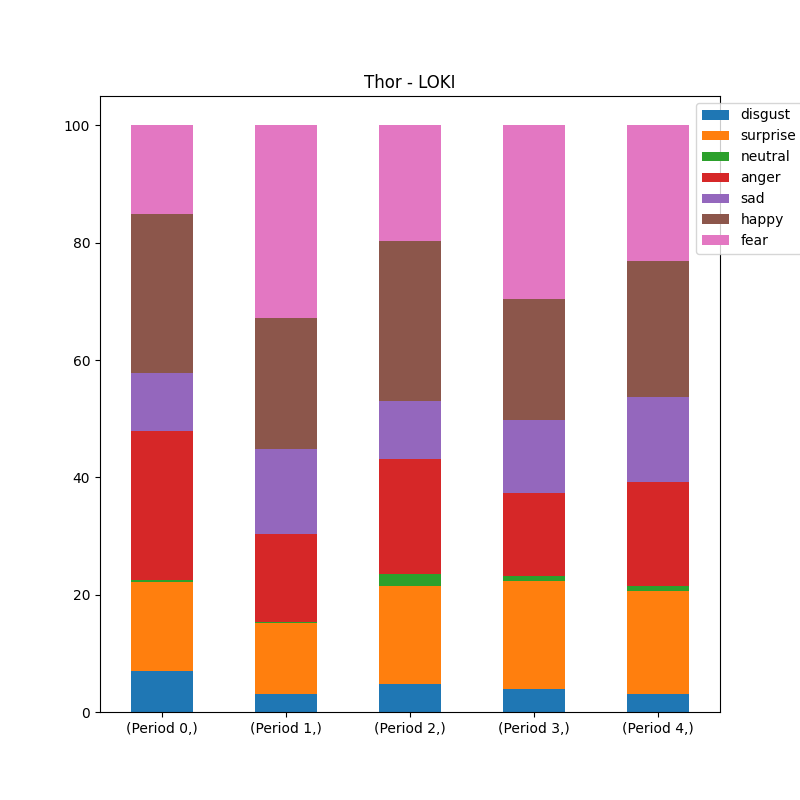 Thor - LOKI
disgust
surprise
neutral
anger
sad
happy
fear
100
80
60
40
20
0
(Period 0,) (Period 1,) (Period 2,) (Period 3,) (Period 4,)